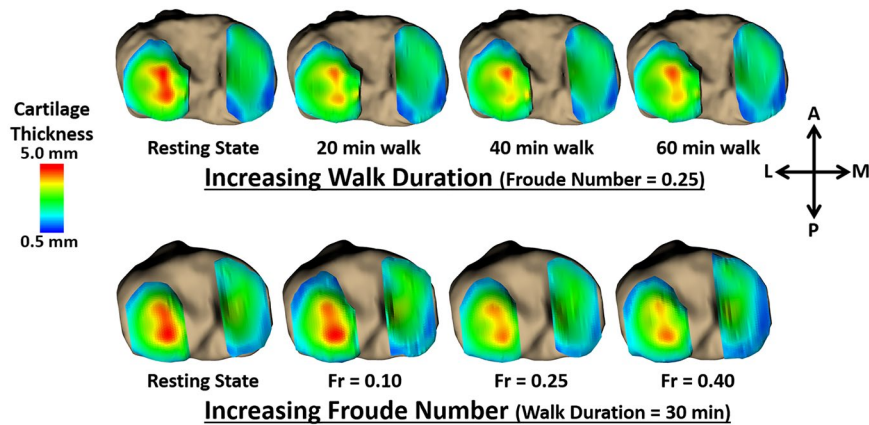 Cartilage
Thickness
5.0 mm
0.5 mm
Resting State
20 min walk
40 min walk
60 min walk
Increasing Walk Duration (Froude Number = 0.25)
A
L
M
P
Resting State
Fr = 0.10
Fr = 0.25
Fr = 0.40
Increasing Froude Number (Walk Duration = 30 min)